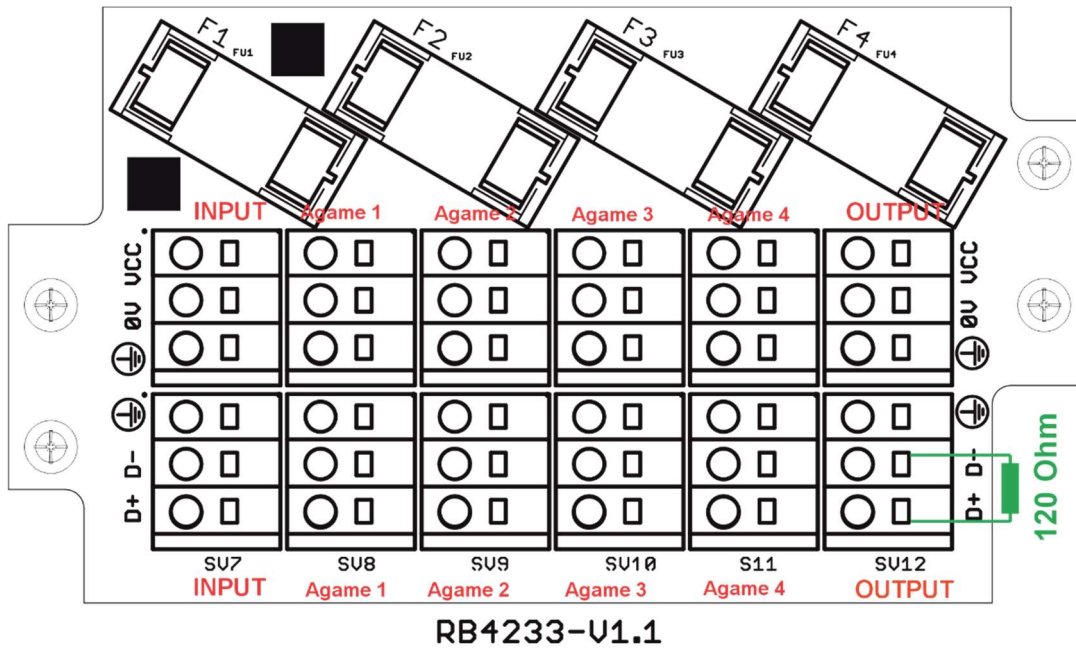 F1 FU1 F2 FU2 F3 FU3 F4 FU4
INPUT Agame 1 Agame 2 Agame 3 Agame 4 OUTPUT
VCC VCC
0V 0V
D- D-
D+ D+
120 Ohm
SV7 SV8 SV9 SV10 S11 SV12
INPUT Agame 1 Agame 2 Agame 3 Agame 4 OUTPUT
RB4233-V1.1